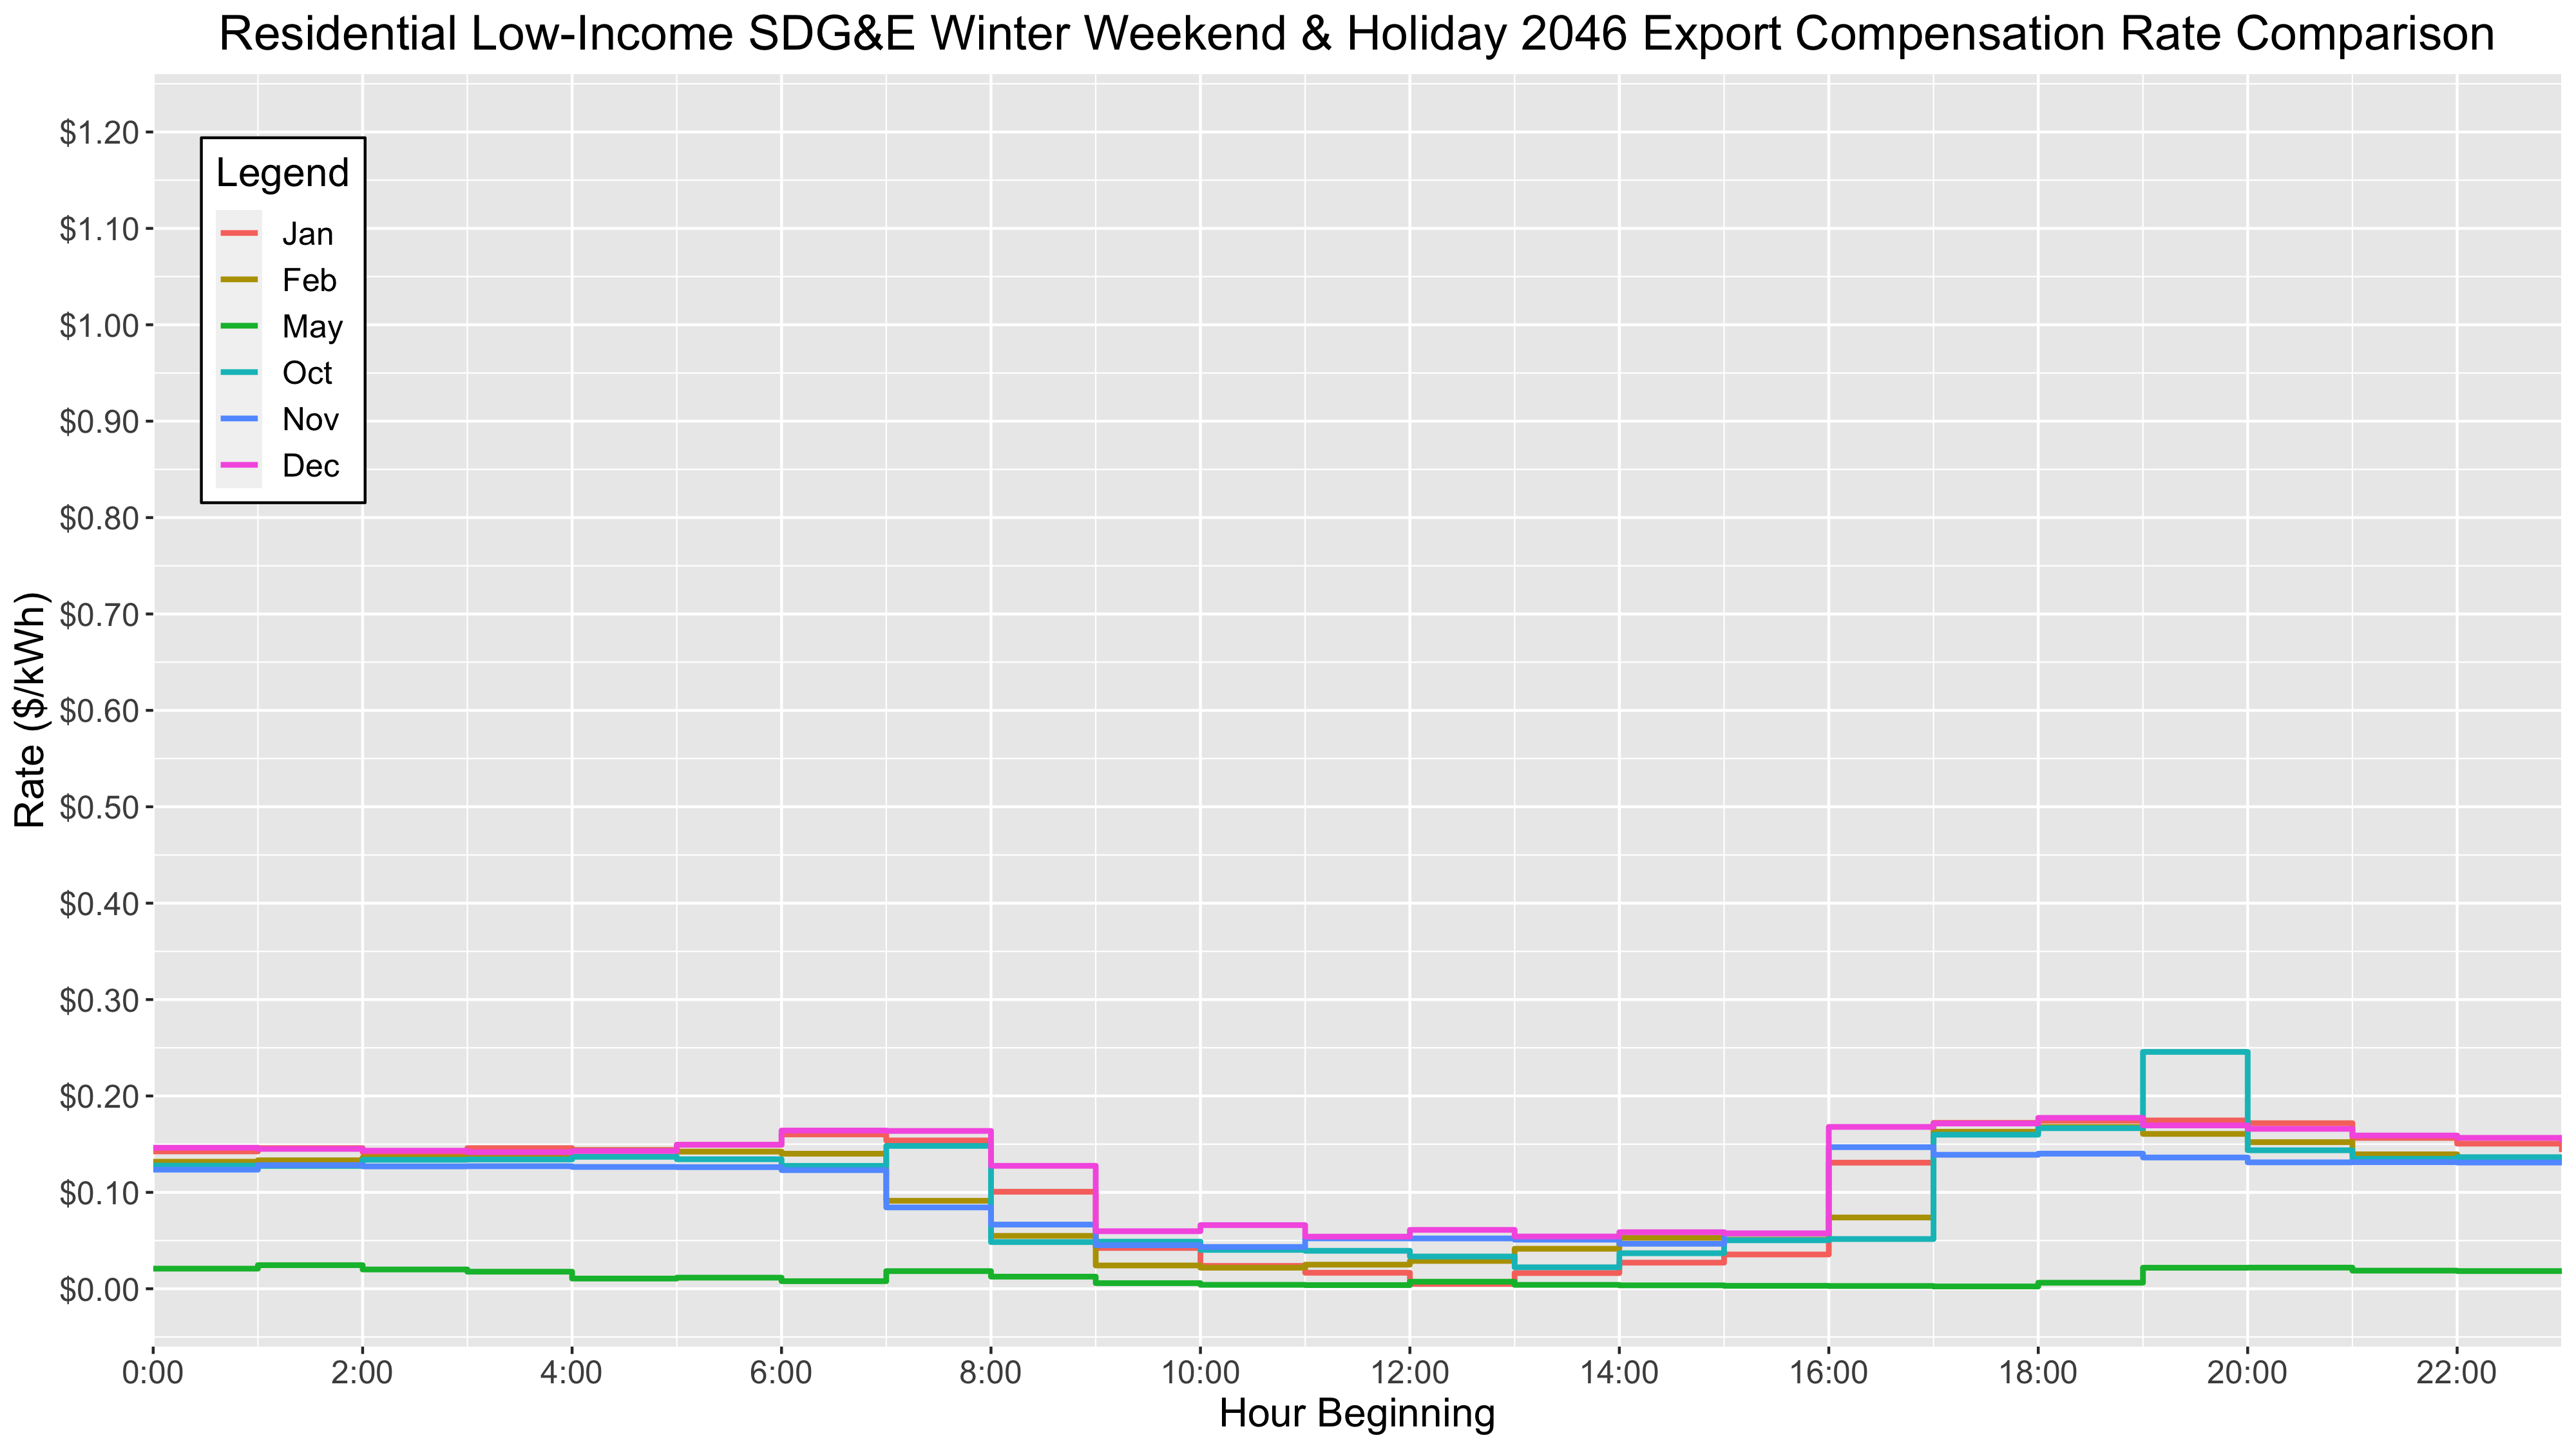 Residential Low-Income SDG&E Winter Weekend & Holiday 2046 Export Compensation Rate Comparison
$1.20
$1.10
$1.00
$0.90
$0.80
$0.70
$0.60
$0.50
$0.40
$0.30
$0.20
$0.10
$0.00
Rate ($/kWh)
Legend
Jan
Feb
May
Oct
Nov
Dec
0:00 2:00 4:00 6:00 8:00 10:00 12:00 14:00 16:00 18:00 20:00 22:00
Hour Beginning